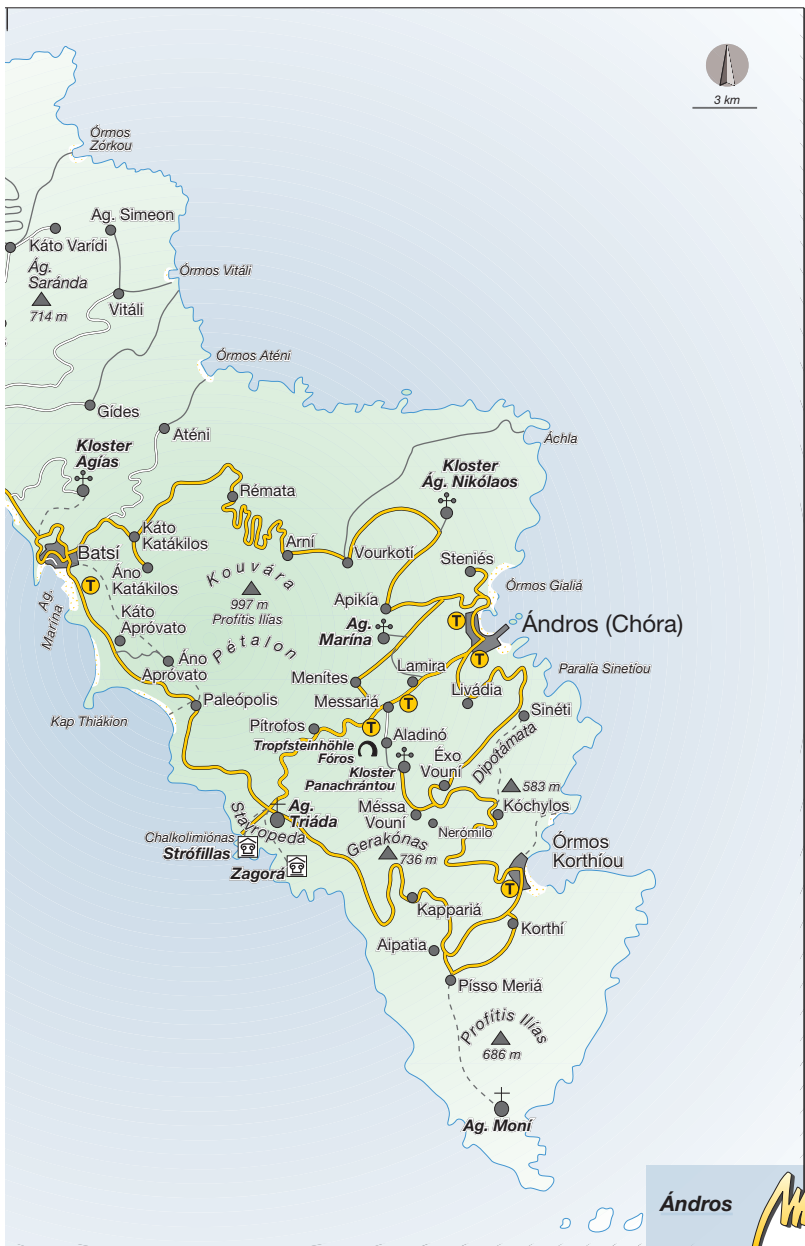 3 km
Órmos
Zórkou
Ag. Simeon
Káto Varídi
Ág.
Saránda
714 m
Órmos Vitáli
Vitáli
Órmos Aténi
Gídes
Aténi
Áchla
Kloster
Agías
Kloster
Ág. Nikólaos
Rémata
Káto
Katákilos
Batsí
Arní
Vourkotí
Steniés
Áno
Katákilos
Kouvára
997 m
Profítis Ilías
Órmos Gialiá
T
Ag.
Marína
Káto
Apróvato
Apikía
Ag.
Marína
T
Ándros (Chóra)
Pétalon
Áno
Apróvato
T
Lamira
Paralía Sinetíou
Menítes
Livádia
Paleópolis
Messariá
T
Sinéti
Kap Thiákion
Pítrofos
T
Tropfsteinhöhle
Fóros
Aladinó
Dipotámata
Kloster
Panachrántou
Éxo
Vouní
583 m
Ag.
Triáda
Stavropeda
Méssa
Vouní
Kóchylos
Nerómilo
Chalkolimiónas
Strófillas
Gerakónas
736 m
Órmos
Korthíou
Zagorá
T
Kappariá
Korthí
Aipatia
Písso Meriá
Profítis Ilías
686 m
Ag. Moní
Ándros